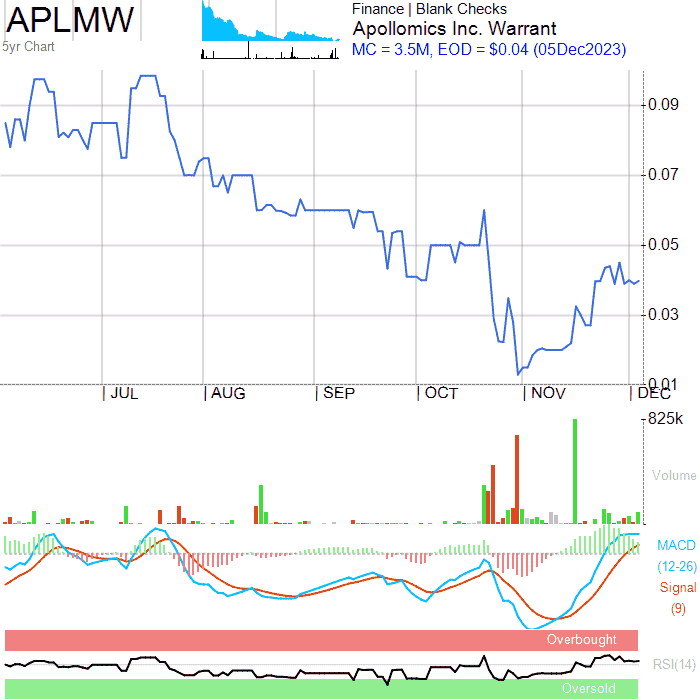 APLMW
5yr Chart
Finance | Blank Checks
Apollomics Inc. Warrant
MC = 3.5M, EOD = $0.04 (05Dec2023)
0.09
0.07
0.05
0.03
0.01
JUL
AUG
SEP
OCT
NOV
DEC
825k
Volume
MACD
(12-26)
Signal
(9)
Overbought
RSI(14)
Oversold